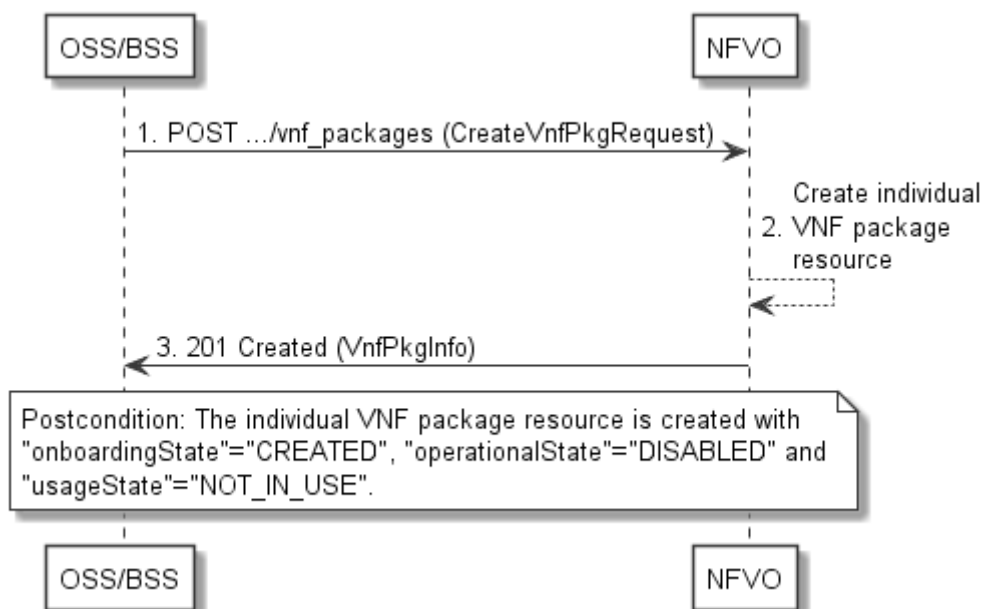 OSS/BSS NFVO
1. POST .../vnf_packages (CreateVnfPkgRequest)
Create individual
2. VNF package
resource
3. 201 Created (VnfPkgInfo)
Postcondition: The individual VNF package resource is created with
"onboardingState"="CREATED", "operationalState"="DISABLED" and
"usageState"="NOT_IN_USE".
OSS/BSS NFVO